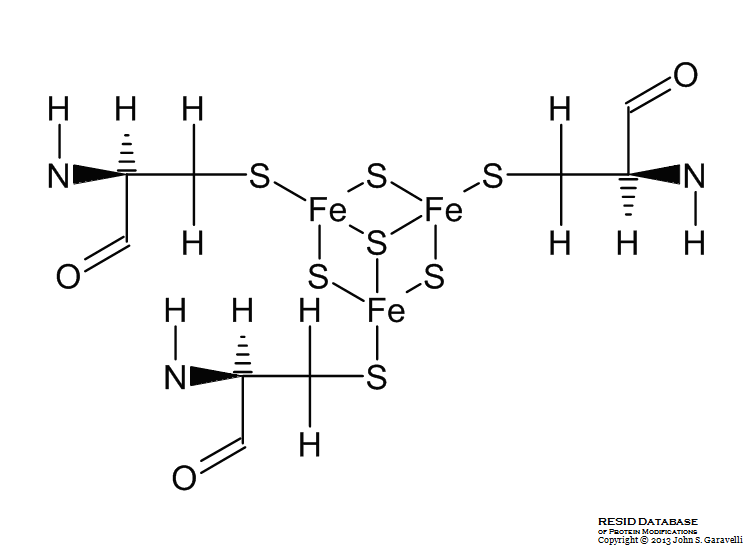 O
H H H H
N S S S N
Fe Fe
S
H H H H
O S S
H H H Fe
N S
H
O
RESID DATABASE
OF PROTEIN MODIFICATIONS
Copyright © 2013 John S. Garavelli